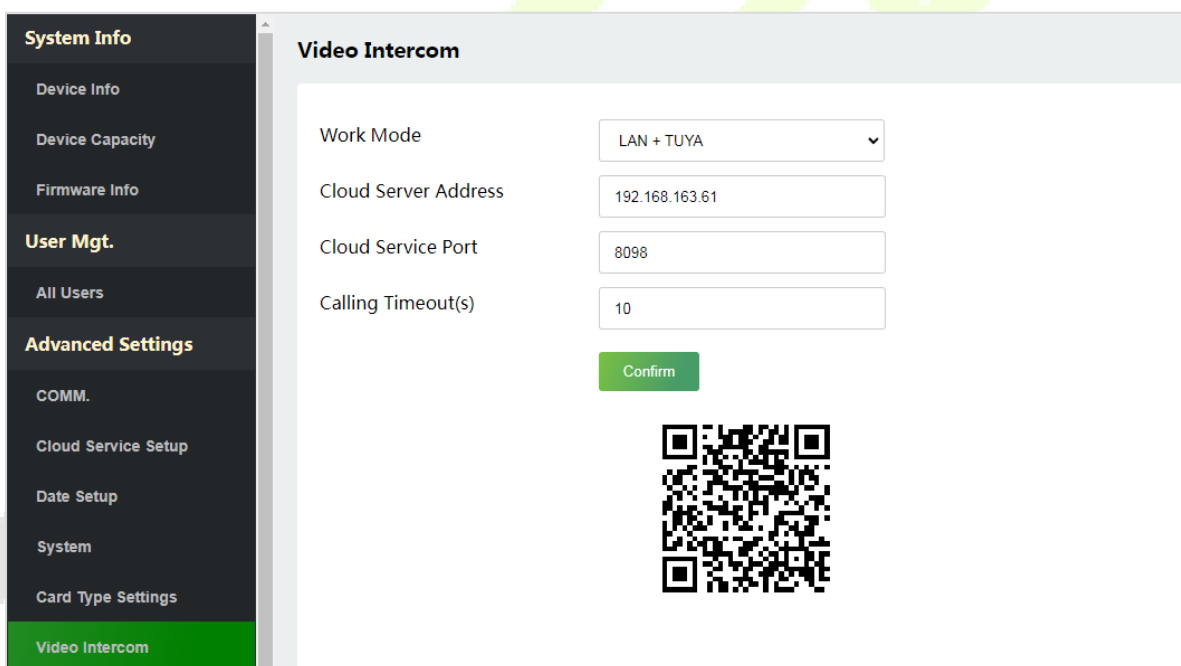 System Info
Device Info
Device Capacity
Firmware Info
User Mgt.
All Users
Advanced Settings
COMM.
Cloud Service Setup
Date Setup
System
Card Type Settings
Video Intercom
Video Intercom
Work Mode
LAN + TUYA
Cloud Server Address
192.168.163.61
Cloud Service Port
8098
Calling Timeout(s)
10
Confirm